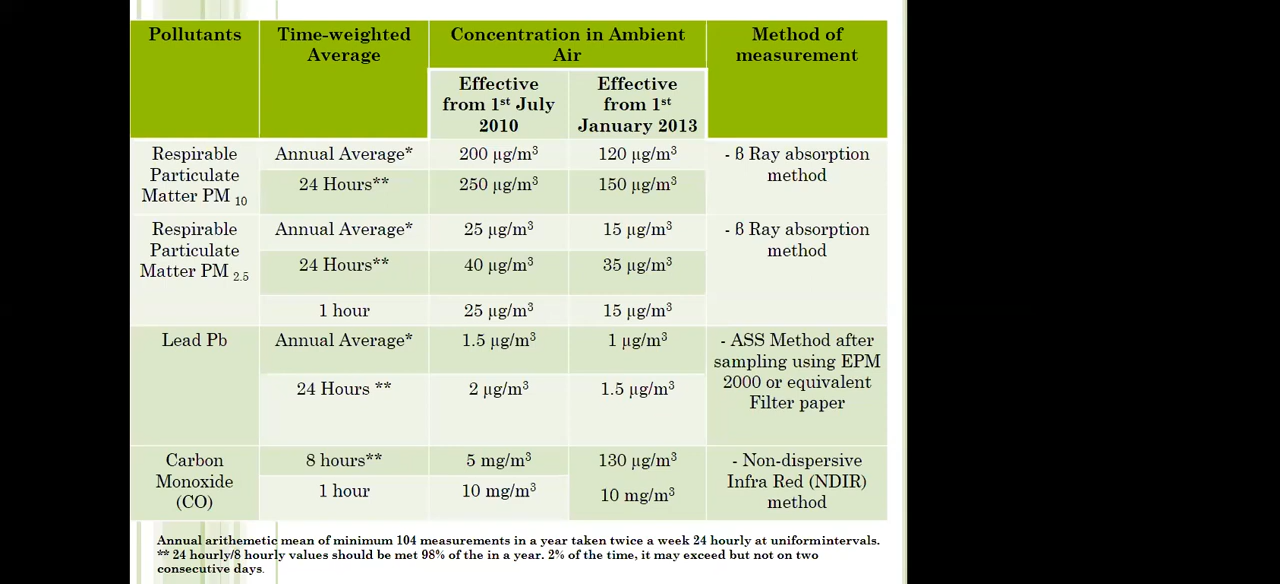 Pollutants
Time-weighted
Average
Concentration in Ambient
Air
Method of
measurement
Effective
from 1st July
2010
Effective
from 1st
January 2013
Respirable
Particulate
Matter PM 10
Annual Average*
200 µg/m3
120 µg/m3
- β Ray absorption
method
24 Hours**
250 µg/m3
150 µg/m3
Respirable
Particulate
Matter PM 2.5
Annual Average*
25 µg/m3
15 µg/m3
- β Ray absorption
method
24 Hours**
40 µg/m3
35 µg/m3
1 hour
25 µg/m3
15 µg/m3
Lead Pb
Annual Average*
1.5 µg/m3
1 µg/m3
- ASS Method after
sampling using EPM
2000 or equivalent
Filter paper
24 Hours **
2 µg/m3
1.5 µg/m3
Carbon
Monoxide
(CO)
8 hours**
5 mg/m3
130 µg/m3
- Non-dispersive
Infra Red (NDIR)
method
1 hour
10 mg/m3
10 mg/m3
Annual arithemetic mean of minimum 104 measurements in a year taken twice a week 24 hourly at uniformintervals.
** 24 hourly/8 hourly values should be met 98% of the in a year. 2% of the time, it may exceed but not on two
consecutive days.